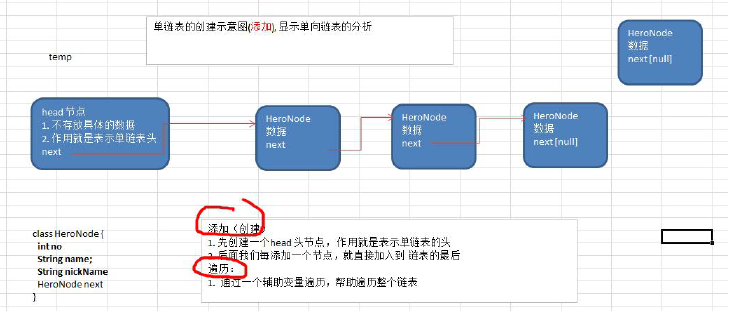 单链表的创建示意图(添加), 显示单向链表的分析
HeroNode
数据
next [null]
temp
head 节点
1. 不存放具体的数据
2. 作用就是表示单链表头
next
HeroNode
数据
next
HeroNode
数据
next
HeroNode
数据
next [null]
class HeroNode {
int no
String name;
String nickName
HeroNode next
}
添加（创建）
1. 先创建一个head 头节点， 作用就是表示单链表的头
2. 后面我们每添加一个节点，就直接加入到 链表的最后
遍历：
1. 通过一个辅助变量遍历，帮助遍历整个链表